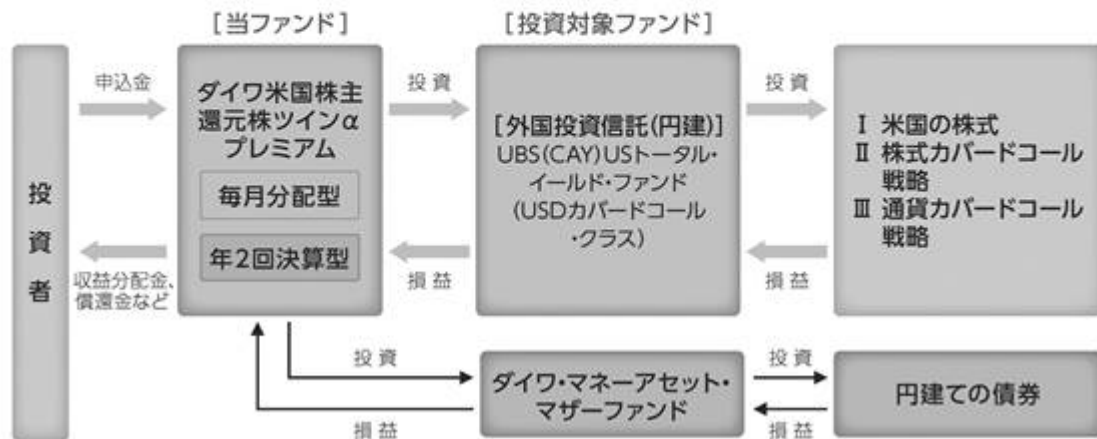 [当ファンド]
[投資対象ファンド]
投資者
申込金
収益分配金、
償還金など
ダイワ米国株主
還元株ツインα
プレミアム
毎月分配型
年2回決算型
投資
損益
[外国投資信託(円建)]
UBS(CAY)USトータル・
イールド・ファンド
(USDカバードコール
・クラス)
投資
損益
Ⅰ 米国の株式
Ⅱ 株式カバードコール
戦略
Ⅲ 通貨カバードコール
戦略
投資
損益
ダイワ・マネーアセット・
マザーファンド
投資
損益
円建ての債券